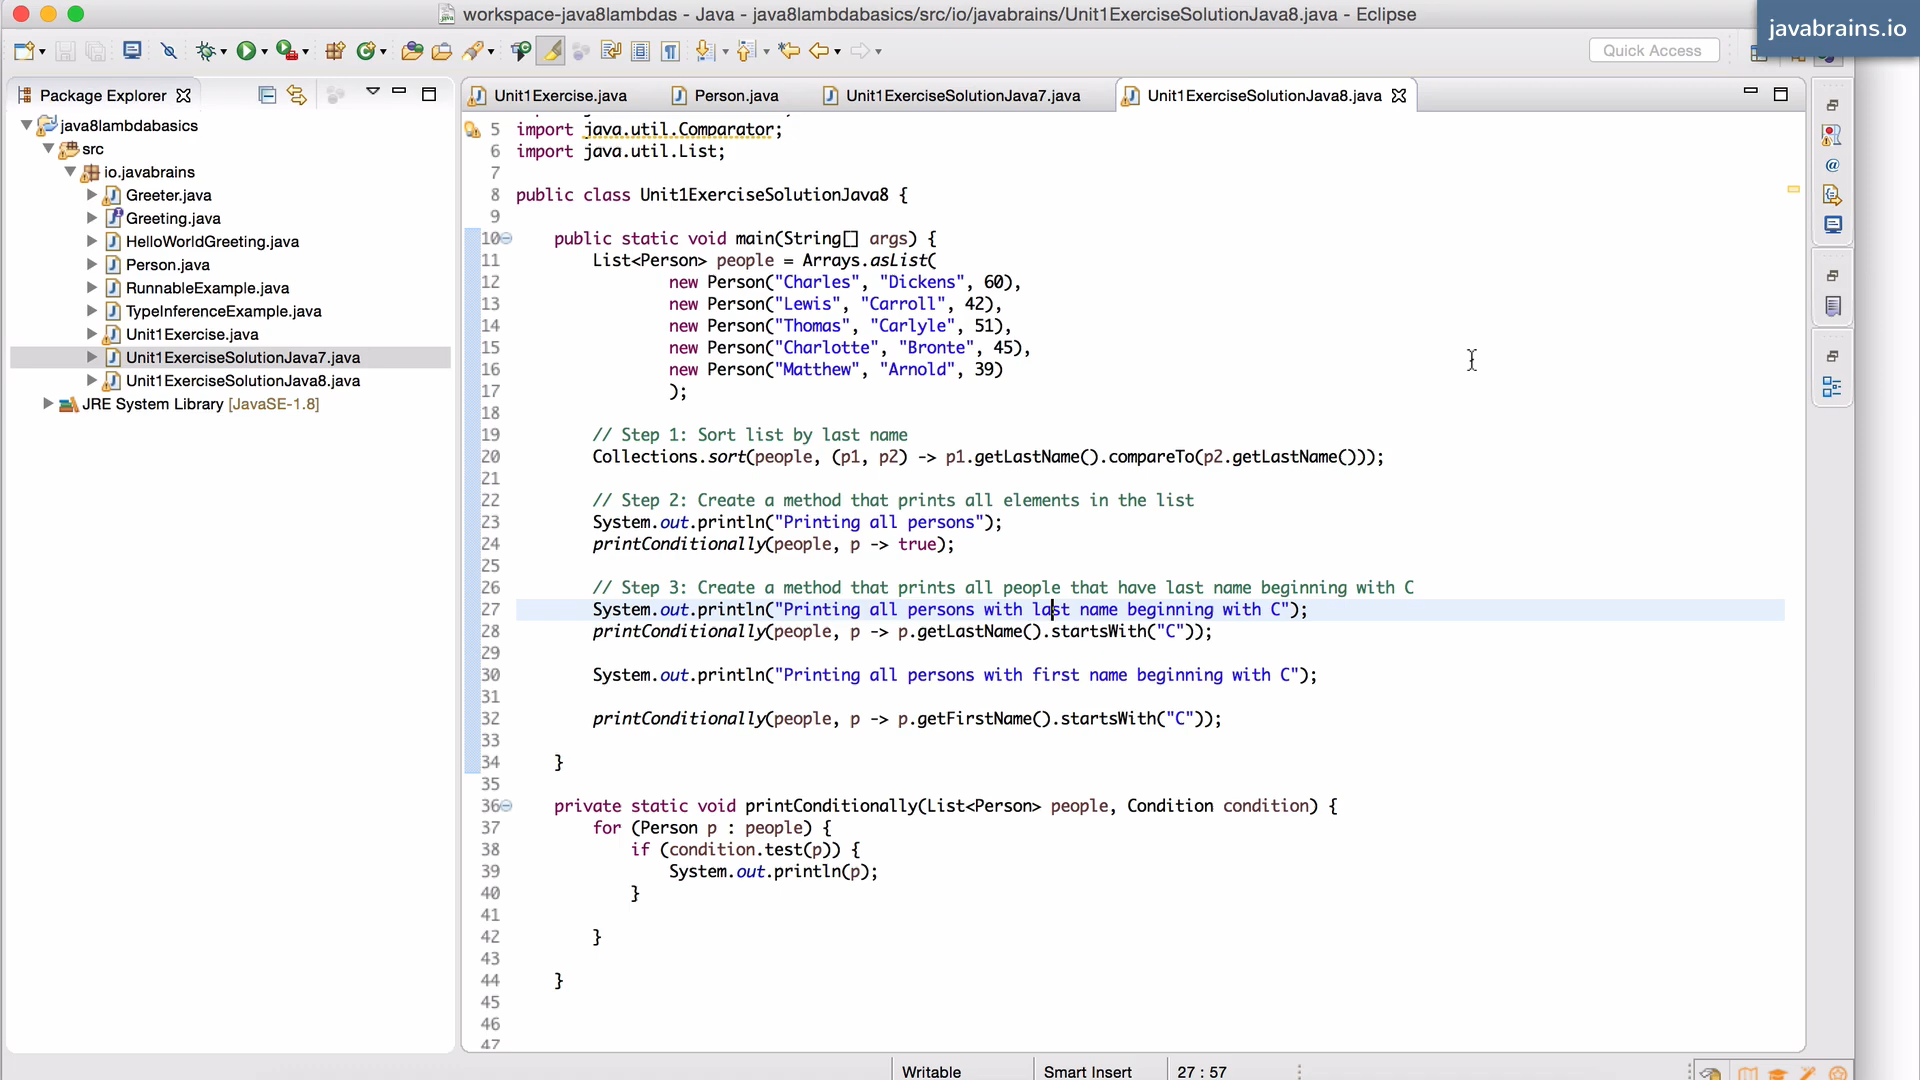 workspace-java8lambdas - Java - java8lambdabasics/src/io/javabrains/Unit1ExerciseSolutionJava8.java - Eclipse
javabrains.io
Quick Access
Package Explorer
Unit1Exercise.java
Person.java
Unit1ExerciseSolutionJava7.java
Unit1ExerciseSolutionJava8.java
java8lambdabasics
src
io.javabrains
Greeter.java
Greeting.java
HelloWorldGreeting.java
Person.java
RunnableExample.java
TypeInferenceExample.java
Unit1Exercise.java
Unit1ExerciseSolutionJava7.java
Unit1ExerciseSolutionJava8.java
JRE System Library [JavaSE-1.8]
5 import java.util.Comparator;
6 import java.util.List;
7
8 public class Unit1ExerciseSolutionJava8 {
9
10 public static void main(String[] args) {
11 List<Person> people = Arrays.asList(
12 new Person("Charles", "Dickens", 60),
13 new Person("Lewis", "Carroll", 42),
14 new Person("Thomas", "Carlyle", 51),
15 new Person("Charlotte", "Bronte", 45),
16 new Person("Matthew", "Arnold", 39)
17 );
18
19 // Step 1: Sort list by last name
20 Collections.sort(people, (p1, p2) -> p1.getLastName().compareTo(p2.getLastName()));
21
22 // Step 2: Create a method that prints all elements in the list
23 System.out.println("Printing all persons");
24 printConditionally(people, p -> true);
25
26 // Step 3: Create a method that prints all people that have last name beginning with C
27 System.out.println("Printing all persons with last name beginning with C");
28 printConditionally(people, p -> p.getLastName().startsWith("C"));
29
30 System.out.println("Printing all persons with first name beginning with C");
31
32 printConditionally(people, p -> p.getFirstName().startsWith("C"));
33
34 }
35
36 private static void printConditionally(List<Person> people, Condition condition) {
37 for (Person p : people) {
38 if (condition.test(p)) {
39 System.out.println(p);
40 }
41
42 }
43
44 }
45
46
47
Writable
Smart Insert
27 : 57